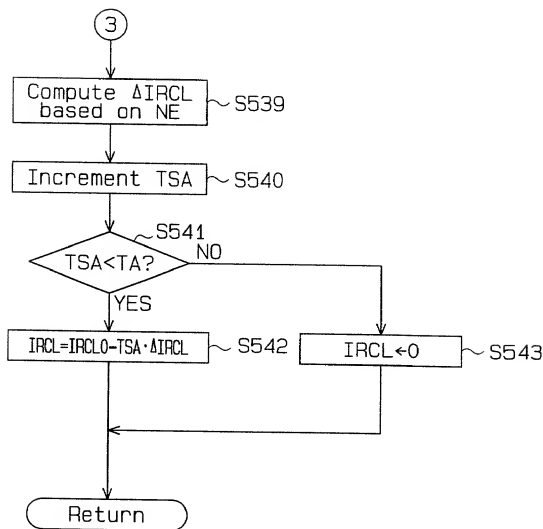 3
Compute ΔIRCL
based on NE
S539
Increment TSA
S540
S541
TSA<TA?
NO
YES
IRCL=IRCLO-TSA·ΔIRCL
S542
IRCL←0
S543
Return